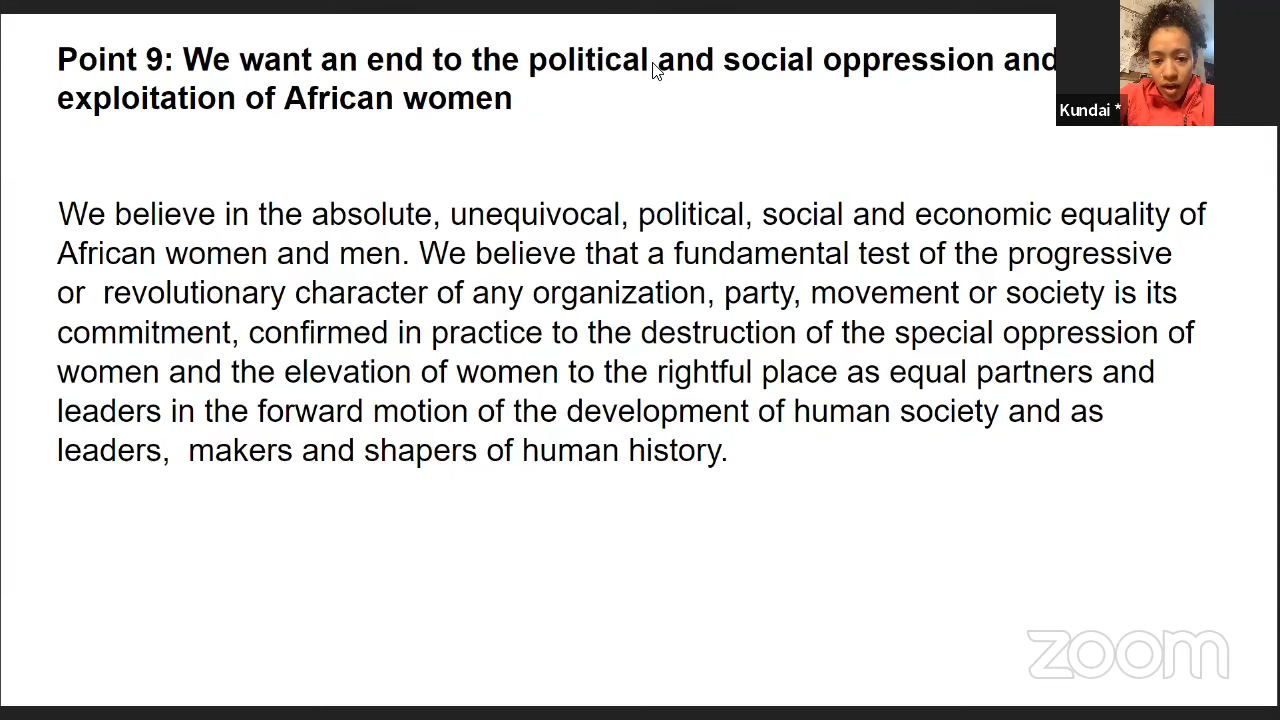 Point 9: We want an end to the political and social oppression and
exploitation of African women
Kundai *
We believe in the absolute, unequivocal, political, social and economic equality of
African women and men. We believe that a fundamental test of the progressive
or  revolutionary character of any organization, party, movement or society is its
commitment, confirmed in practice to the destruction of the special oppression of
women and the elevation of women to the rightful place as equal partners and
leaders in the forward motion of the development of human society and as
leaders,  makers and shapers of human history.
zoom